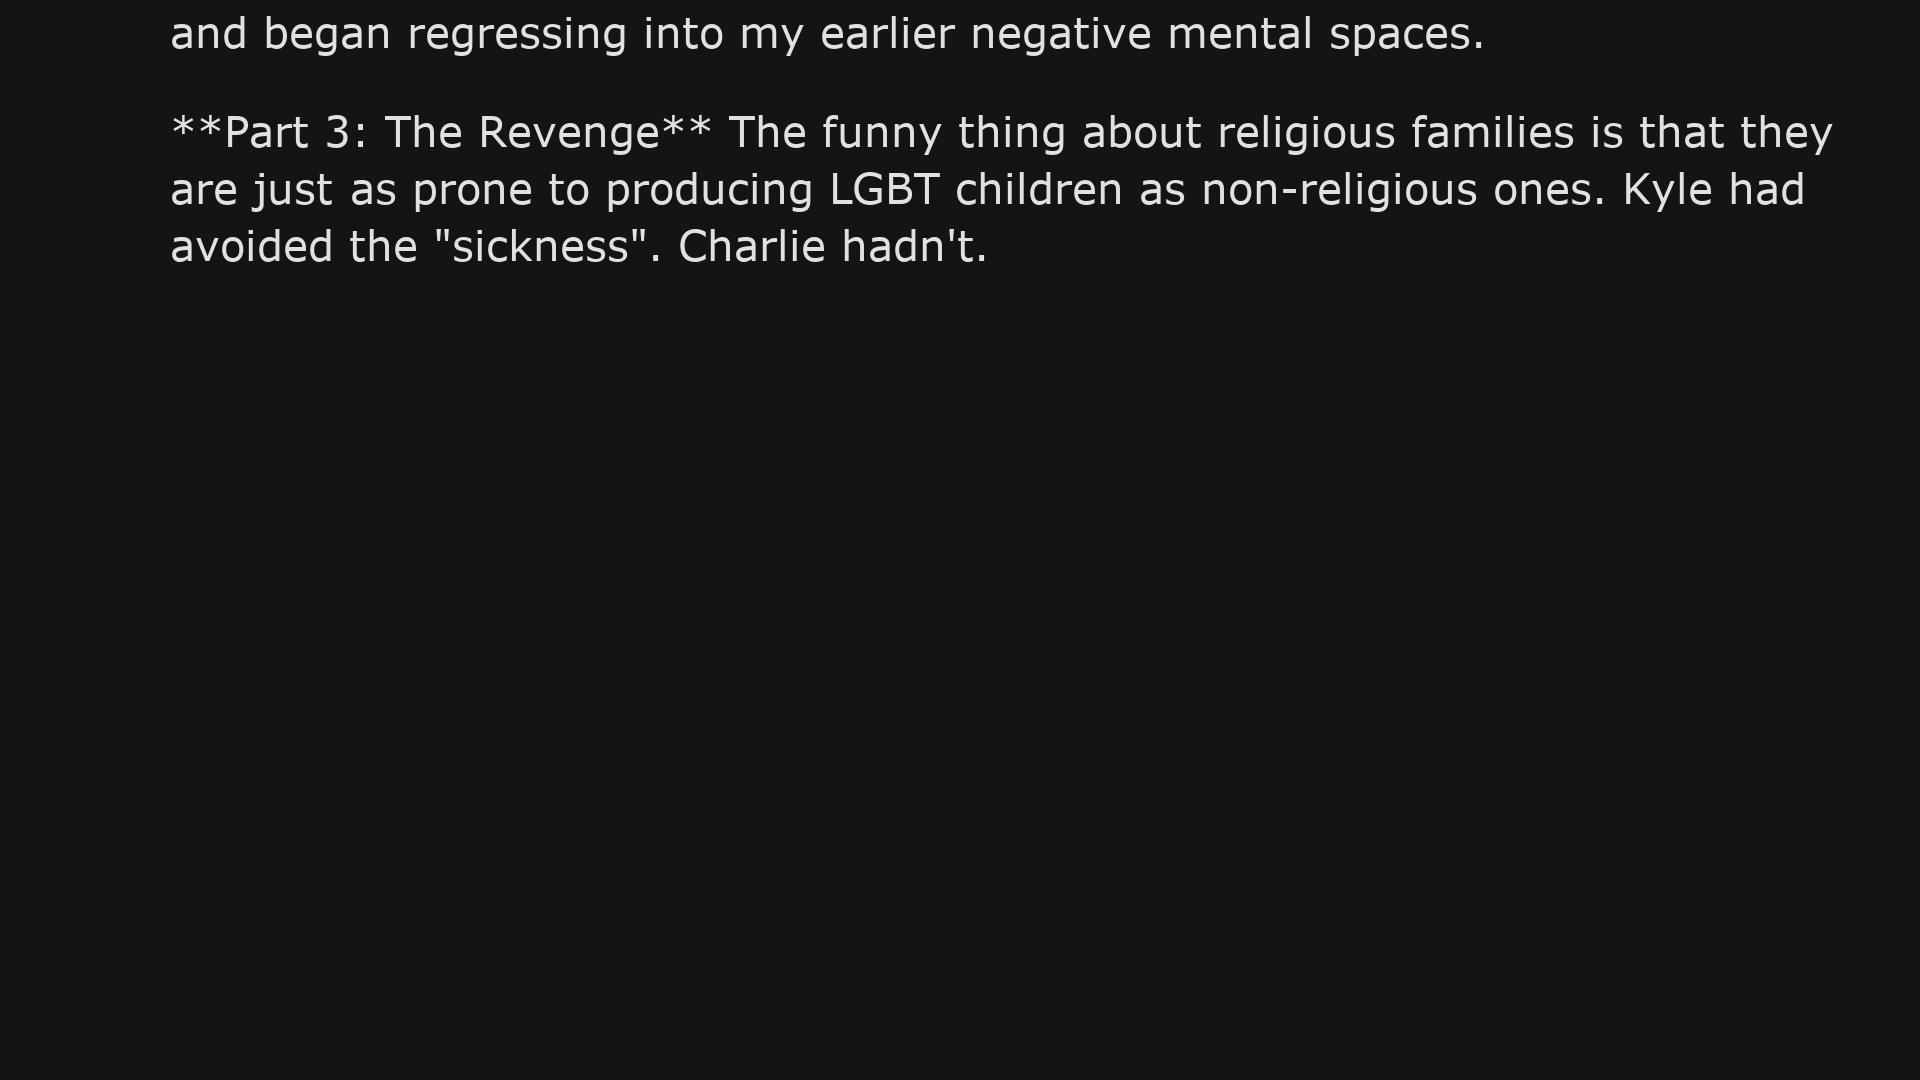 and began regressing into my earlier negative mental spaces.
**Part 3: The Revenge** The funny thing about religious families is that they
are just as prone to producing LGBT children as non-religious ones. Kyle had
avoided the "sickness". Charlie hadn't.